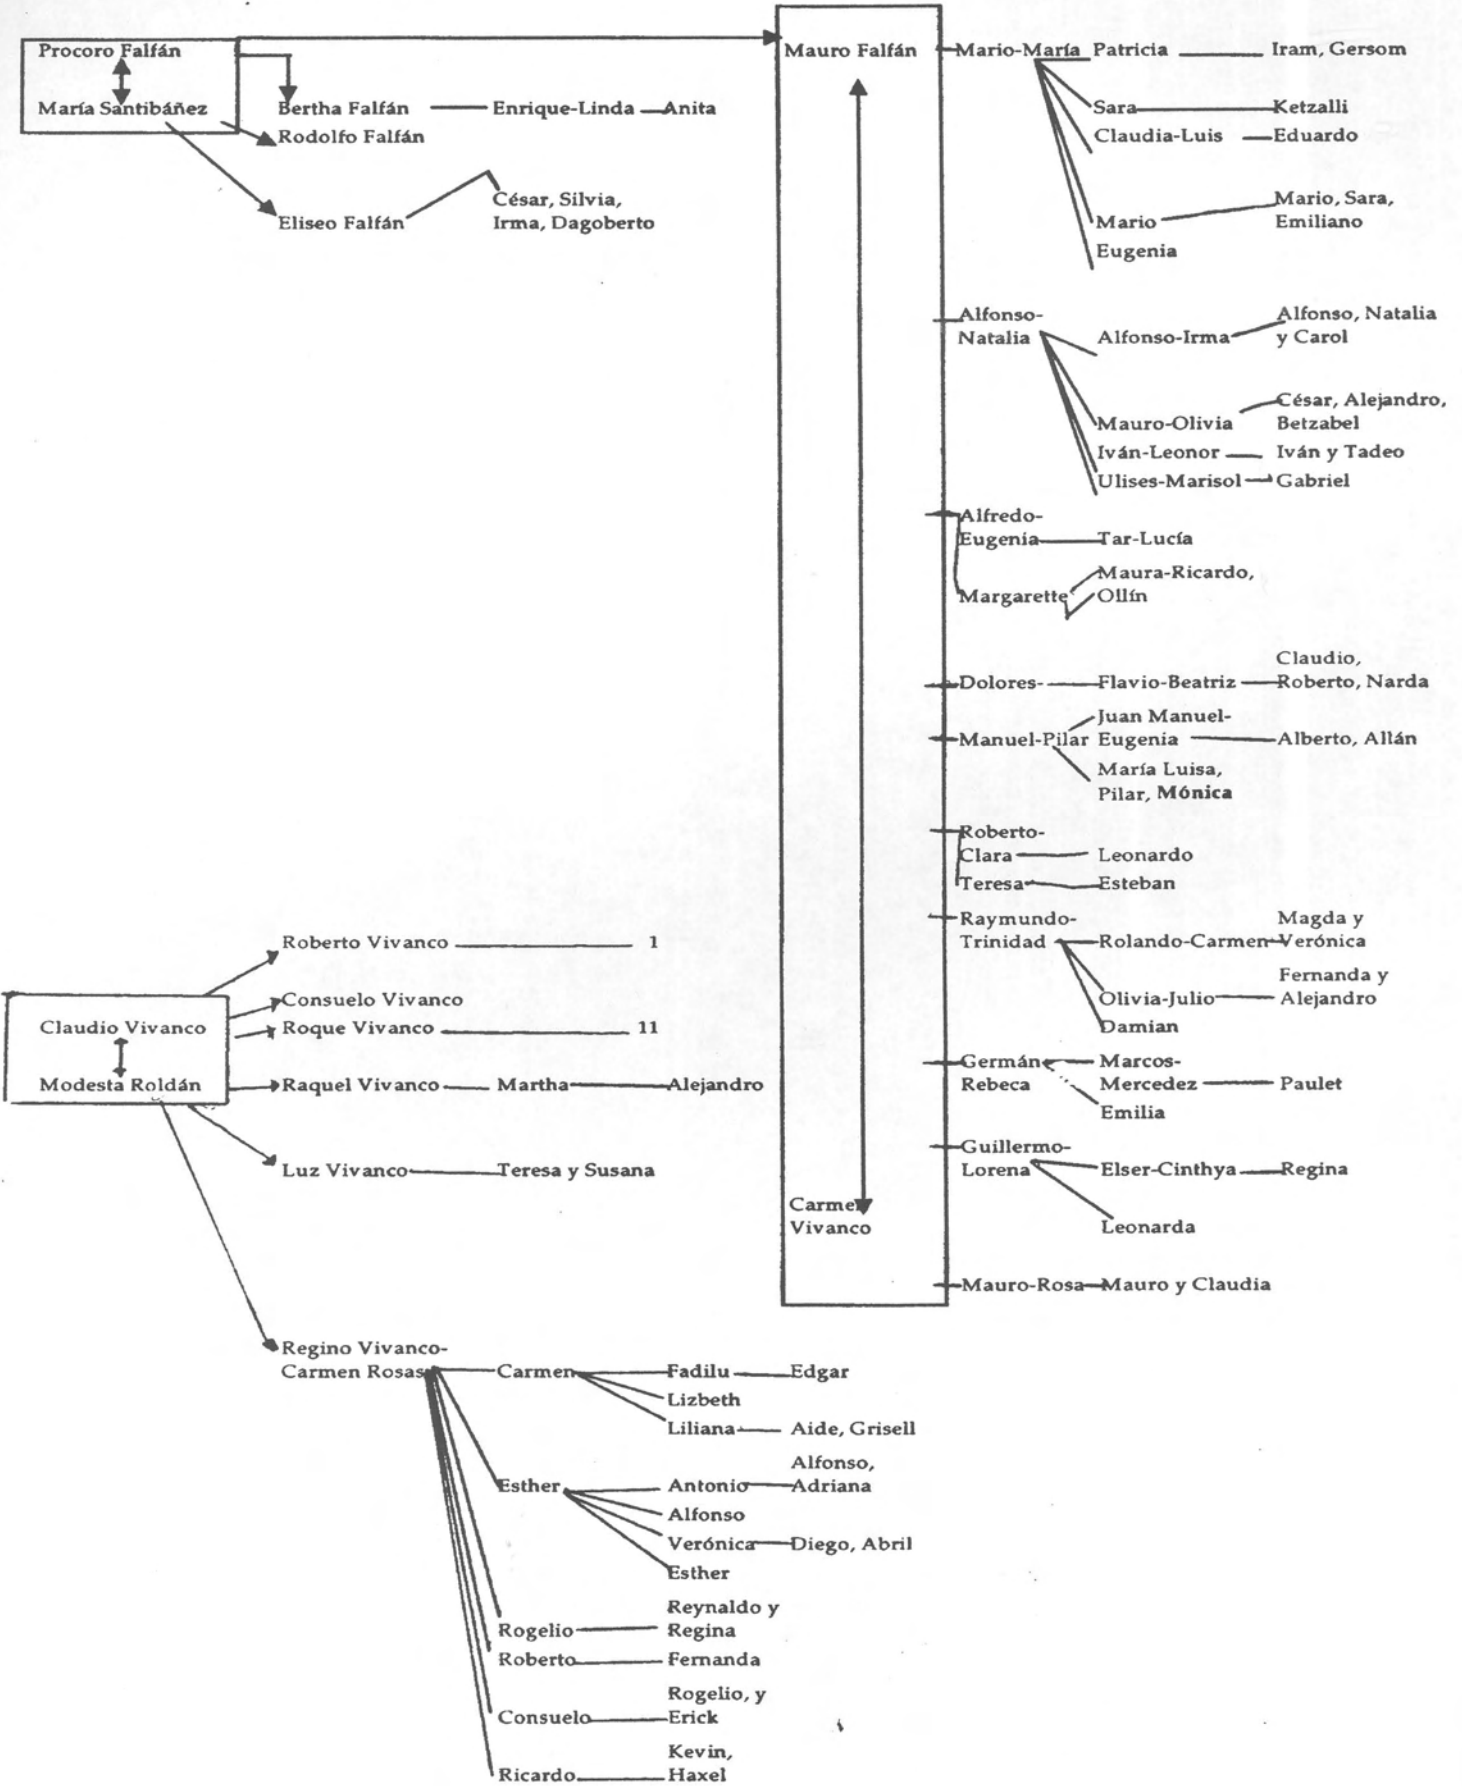 Procoro Falfán
María Santibáñez
Bertha Falfán
Enrique-Linda
Anita
Rodolfo Falfán
Eliseo Falfán
César, Silvia,
Irma, Dagoberto
Mauro Falfán
Carmen
Vivanco
Mario-María
Patricia
Iram, Gersom
Sara
Ketzalli
Claudia-Luis
Eduardo
Mario
Mario, Sara,
Emiliano
Eugenia
Alfonso-
Natalia
Alfonso-Irma
Alfonso, Natalia
y Carol
Mauro-Olivia
César, Alejandro,
Betzabel
Iván-Leonor
Iván y Tadeo
Ulises-Marisol
Gabriel
Alfredo-
Eugenia
Tar-Lucía
Margarette
Maura-Ricardo,
Ollín
Dolores-
Flavio-Beatriz
Claudio,
Roberto, Narda
Manuel-Pilar
Juan Manuel-
Eugenia
Alberto, Allán
María Luisa,
Pilar, Mónica
Roberto-
Clara
Leonardo
Teresa
Esteban
Raymundo-
Trinidad
Rolando-Carmen
Magda y
Verónica
Olivia-Julio
Fernanda y
Alejandro
Damian
Germán
Rebeca
Marcos-
Mercedez
Paulet
Emilia
Guillermo-
Lorena
Elser-Cinthya
Regina
Leonarda
Mauro-Rosa
Mauro y Claudia
Claudio Vivanco
Modesta Roldán
Roberto Vivanco
1
Consuelo Vivanco
Roque Vivanco
11
Raquel Vivanco
Martha
Alejandro
Luz Vivanco
Teresa y Susana
Regino Vivanco-
Carmen Rosas
Carmen
Fadilu
Edgar
Lizbeth
Liliana
Aide, Grisell
Esther
Antonio
Alfonso,
Adriana
Alfonso
Verónica
Diego, Abril
Esther
Rogelio
Reynaldo y
Regina
Roberto
Fernanda
Consuelo
Rogelio, y
Erick
Ricardo
Kevin,
Haxel